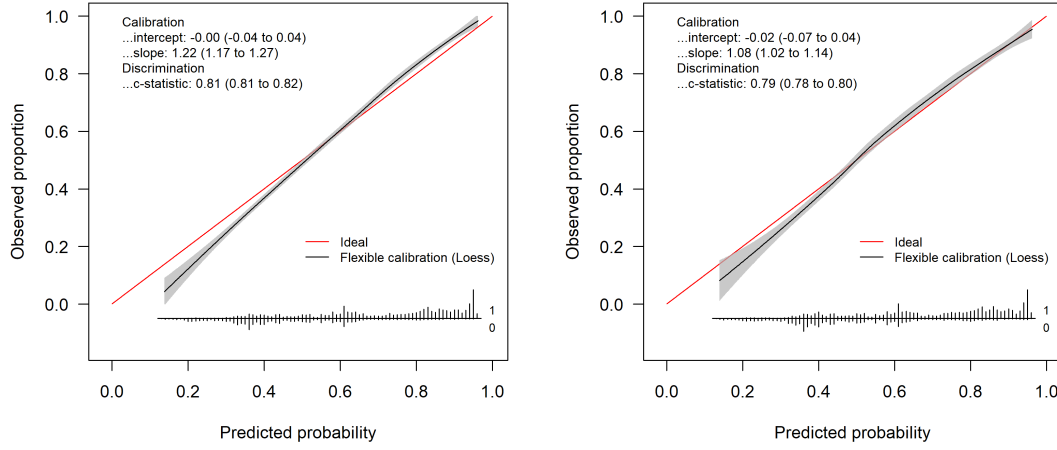 Calibration
...intercept: -0.00 (-0.04 to 0.04)
...slope: 1.22 (1.17 to 1.27)
Discrimination
...c-statistic: 0.81 (0.81 to 0.82)
1.0
0.8
0.6
0.4
0.2
0.0
Observed proportion
Ideal
Flexible calibration (Loess)
1
0
0.0 0.2 0.4 0.6 0.8 1.0
Predicted probability
Calibration
...intercept: -0.02 (-0.07 to 0.04)
...slope: 1.08 (1.02 to 1.14)
Discrimination
...c-statistic: 0.79 (0.78 to 0.80)
1.0
0.8
0.6
0.4
0.2
0.0
Observed proportion
Ideal
Flexible calibration (Loess)
1
0
0.0 0.2 0.4 0.6 0.8 1.0
Predicted probability